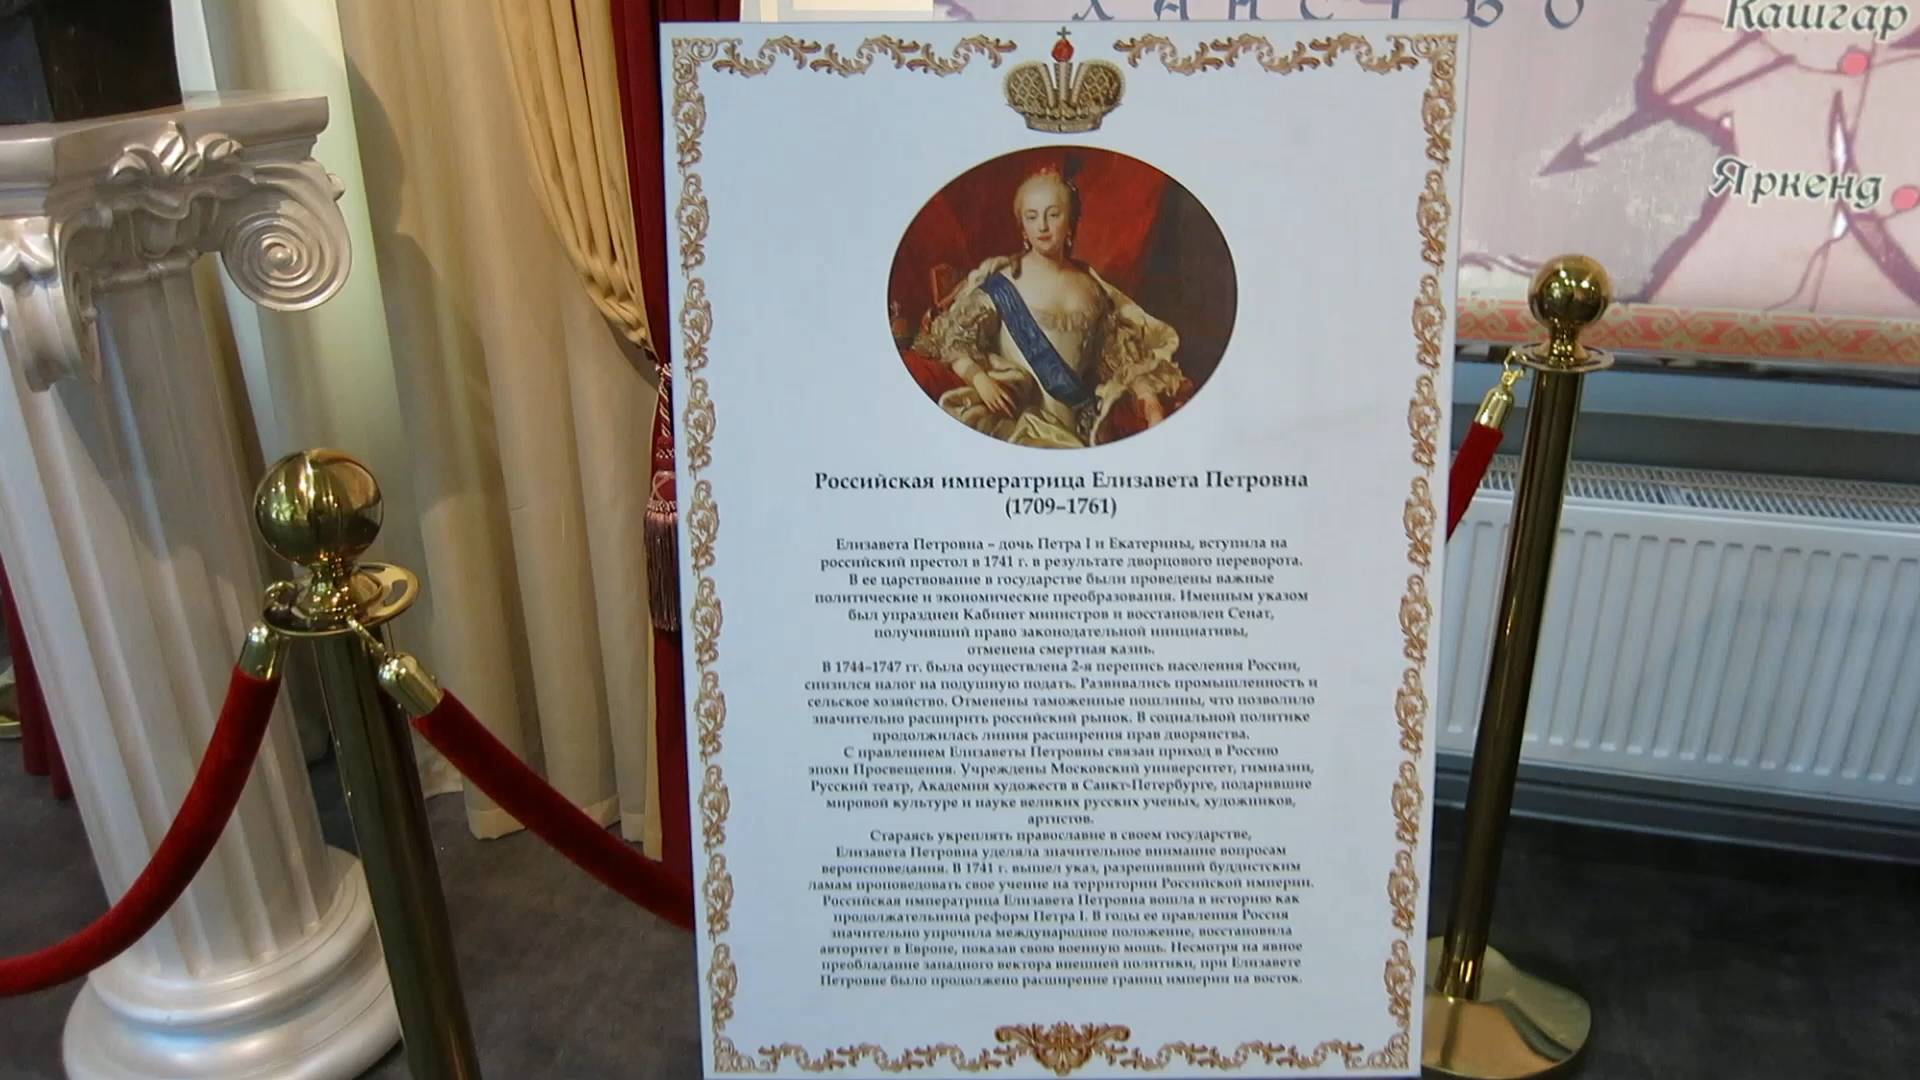 ХАНСТВО
Кашгар
Яркенд
Российская императрица Елизавета Петровна
(1709–1761)
Елизавета Петровна – дочь Петра I и Екатерины, вступила на
российский престол в 1741 г. в результате дворцового переворота.
В ее царствование в государстве были проведены важные
политические и экономические преобразования. Именным указом
был упразднен Кабинет министров и восстановлен Сенат,
получивший право законодательной инициативы,
отменена смертная казнь.
В 1744–1747 гг. была осуществлена 2-я перепись населения России,
снизился налог на подушную подать. Развивались промышленность и
сельское хозяйство. Отменены таможенные пошлины, что позволило
значительно расширить российский рынок. В социальной политике
продолжилась линия расширения прав дворянства.
С правлением Елизаветы Петровны связан приход в Россию
эпохи Просвещения. Учреждены Московский университет, гимназии,
Русский театр, Академия художеств в Санкт-Петербурге, подарившие
мировой культуре и науке великих русских ученых, художников,
артистов.
Стараясь укреплять православие в своем государстве,
Елизавета Петровна уделяла значительное внимание вопросам
вероисповедания. В 1741 г. вышел указ, разрешивший буддистским
ламам проповедовать свое учение на территории Российской империи.
Российская императрица Елизавета Петровна вошла в историю как
продолжательница реформ Петра I. В годы ее правления Россия
значительно упрочила международное положение, восстановила
авторитет в Европе, показав свою военную мощь. Несмотря на явное
преобладание западного вектора внешней политики, при Елизавете
Петровне было продолжено расширение границ империи на восток.